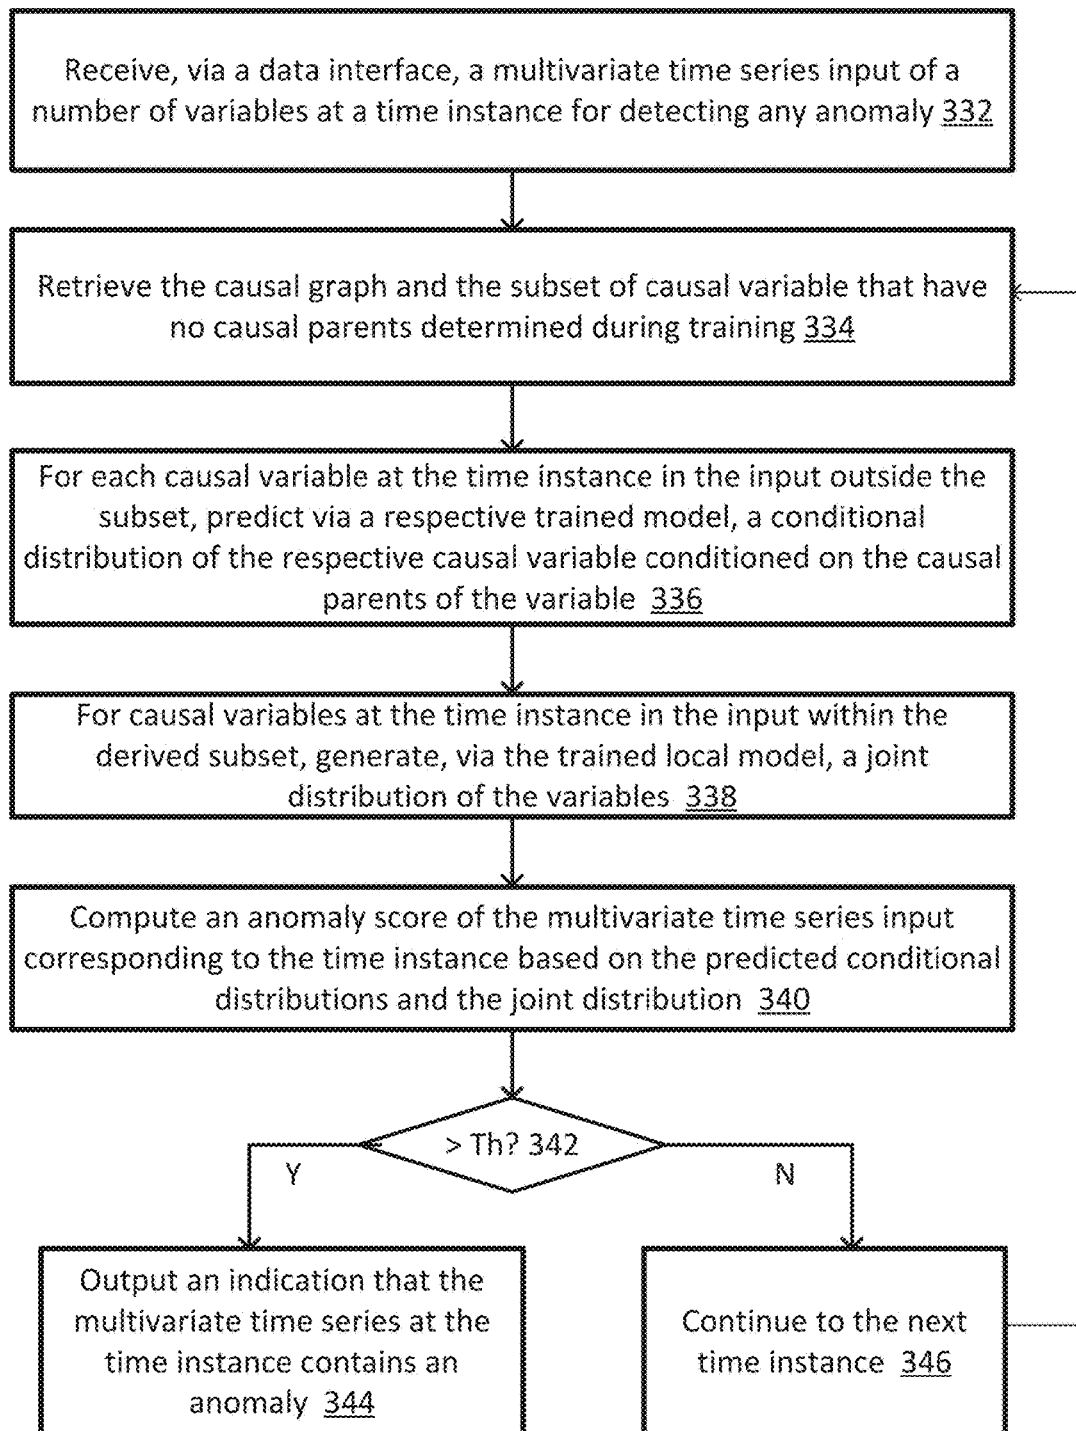 Receive, via a data interface, a multivariate time series input of a
number of variables at a time instance for detecting any anomaly 332
Retrieve the causal graph and the subset of causal variable that have
no causal parents determined during training 334
For each causal variable at the time instance in the input outside the
subset, predict via a respective trained model, a conditional
distribution of the respective causal variable conditioned on the causal
parents of the variable 336
For causal variables at the time instance in the input within the
derived subset, generate, via the trained local model, a joint
distribution of the variables 338
Compute an anomaly score of the multivariate time series input
corresponding to the time instance based on the predicted conditional
distributions and the joint distribution 340
> Th? 342
Y
N
Output an indication that the
multivariate time series at the
time instance contains an
anomaly 344
Continue to the next
time instance 346